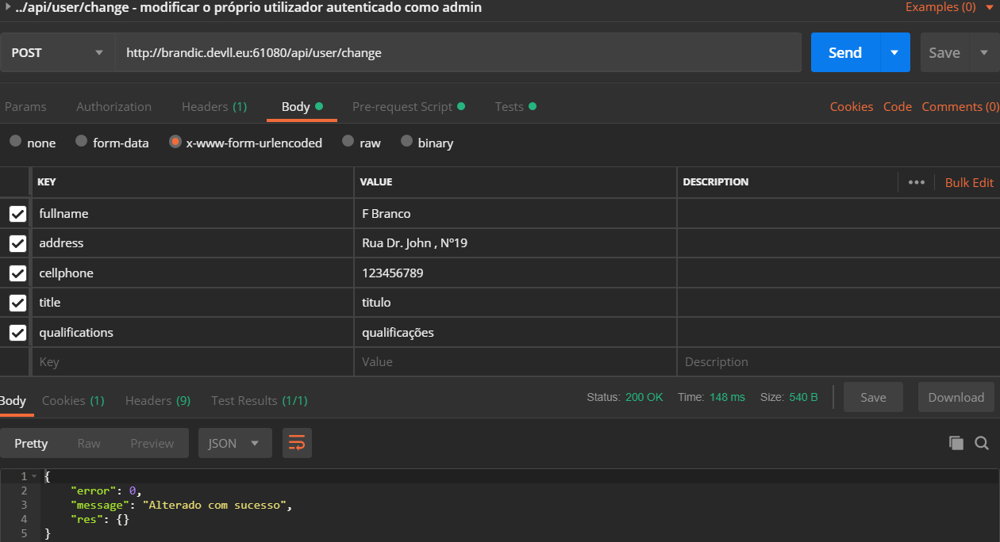 ../api/user/change - modificar o próprio utilizador autenticado como admin
Examples (0)
POST
http://brandic.devll.eu:61080/api/user/change
Send
Save
Params
Authorization
Headers (1)
Body
Pre-request Script
Tests
Cookies
Code
Comments (0)
none
form-data
x-www-form-urlencoded
raw
binary
KEY
VALUE
DESCRIPTION
Bulk Edit
fullname
F Branco
address
Rua Dr. John , Nº19
cellphone
123456789
title
titulo
qualifications
qualificações
Key
Value
Description
Body
Cookies (1)
Headers (9)
Test Results (1/1)
Status: 200 OK
Time: 148 ms
Size: 540 B
Save
Download
Pretty
Raw
Preview
JSON
1 {
2 "error": 0,
3 "message": "Alterado com sucesso",
4 "res": {}
5 }